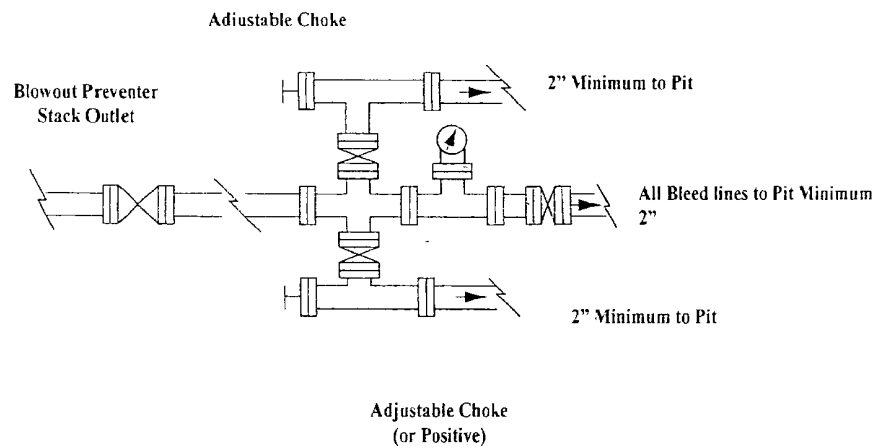 Adiustable Choke
2” Minimum to Pit
Blowout Preventer
Stack Outlet
All Bleed lines to Pit Minimum
2”
2” Minimum to Pit
Adjustable Choke
(or Positive)